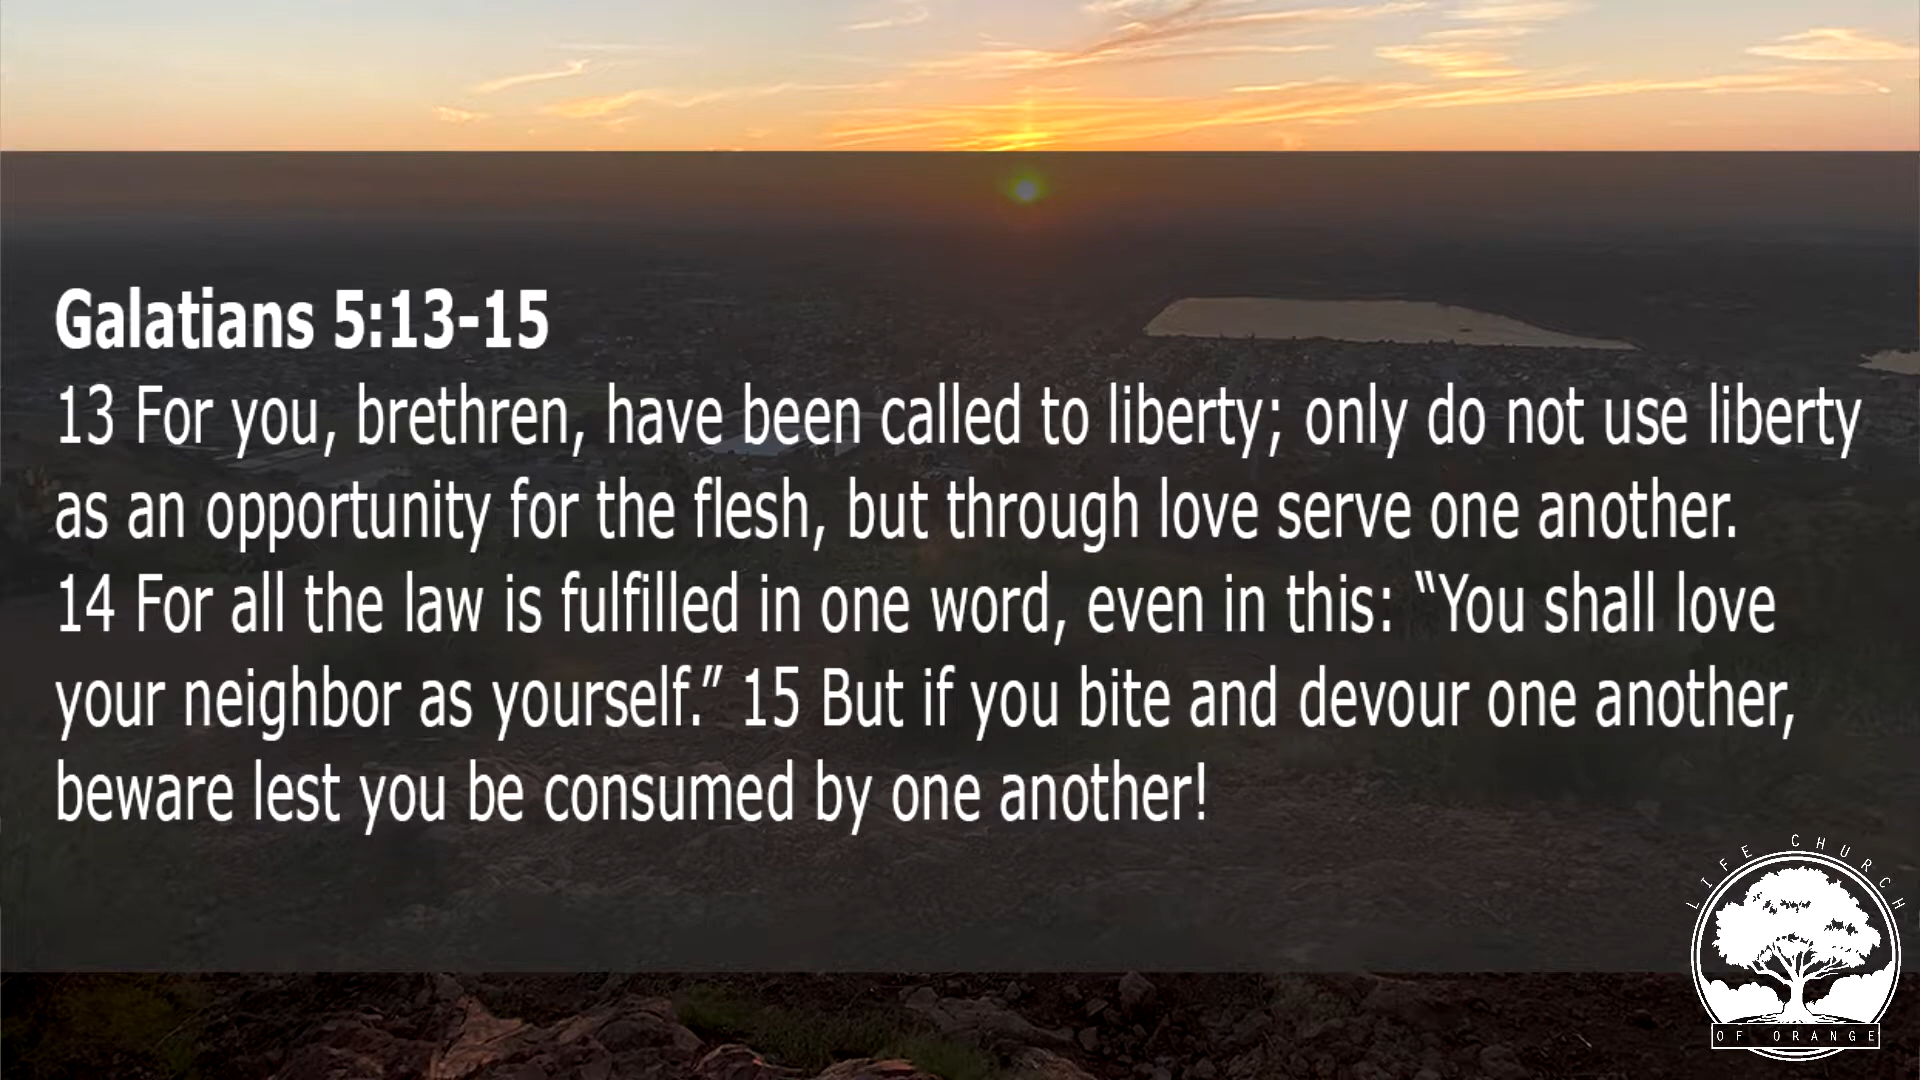 Galatians 5:13-15
13 For you, brethren, have been called to liberty; only do not use liberty
as an opportunity for the flesh, but through love serve one another.
14 For all the law is fulfilled in one word, even in this: “You shall love
your neighbor as yourself.” 15 But if you bite and devour one another,
beware lest you be consumed by one another!
LIFE CHURCH
OF ORANGE